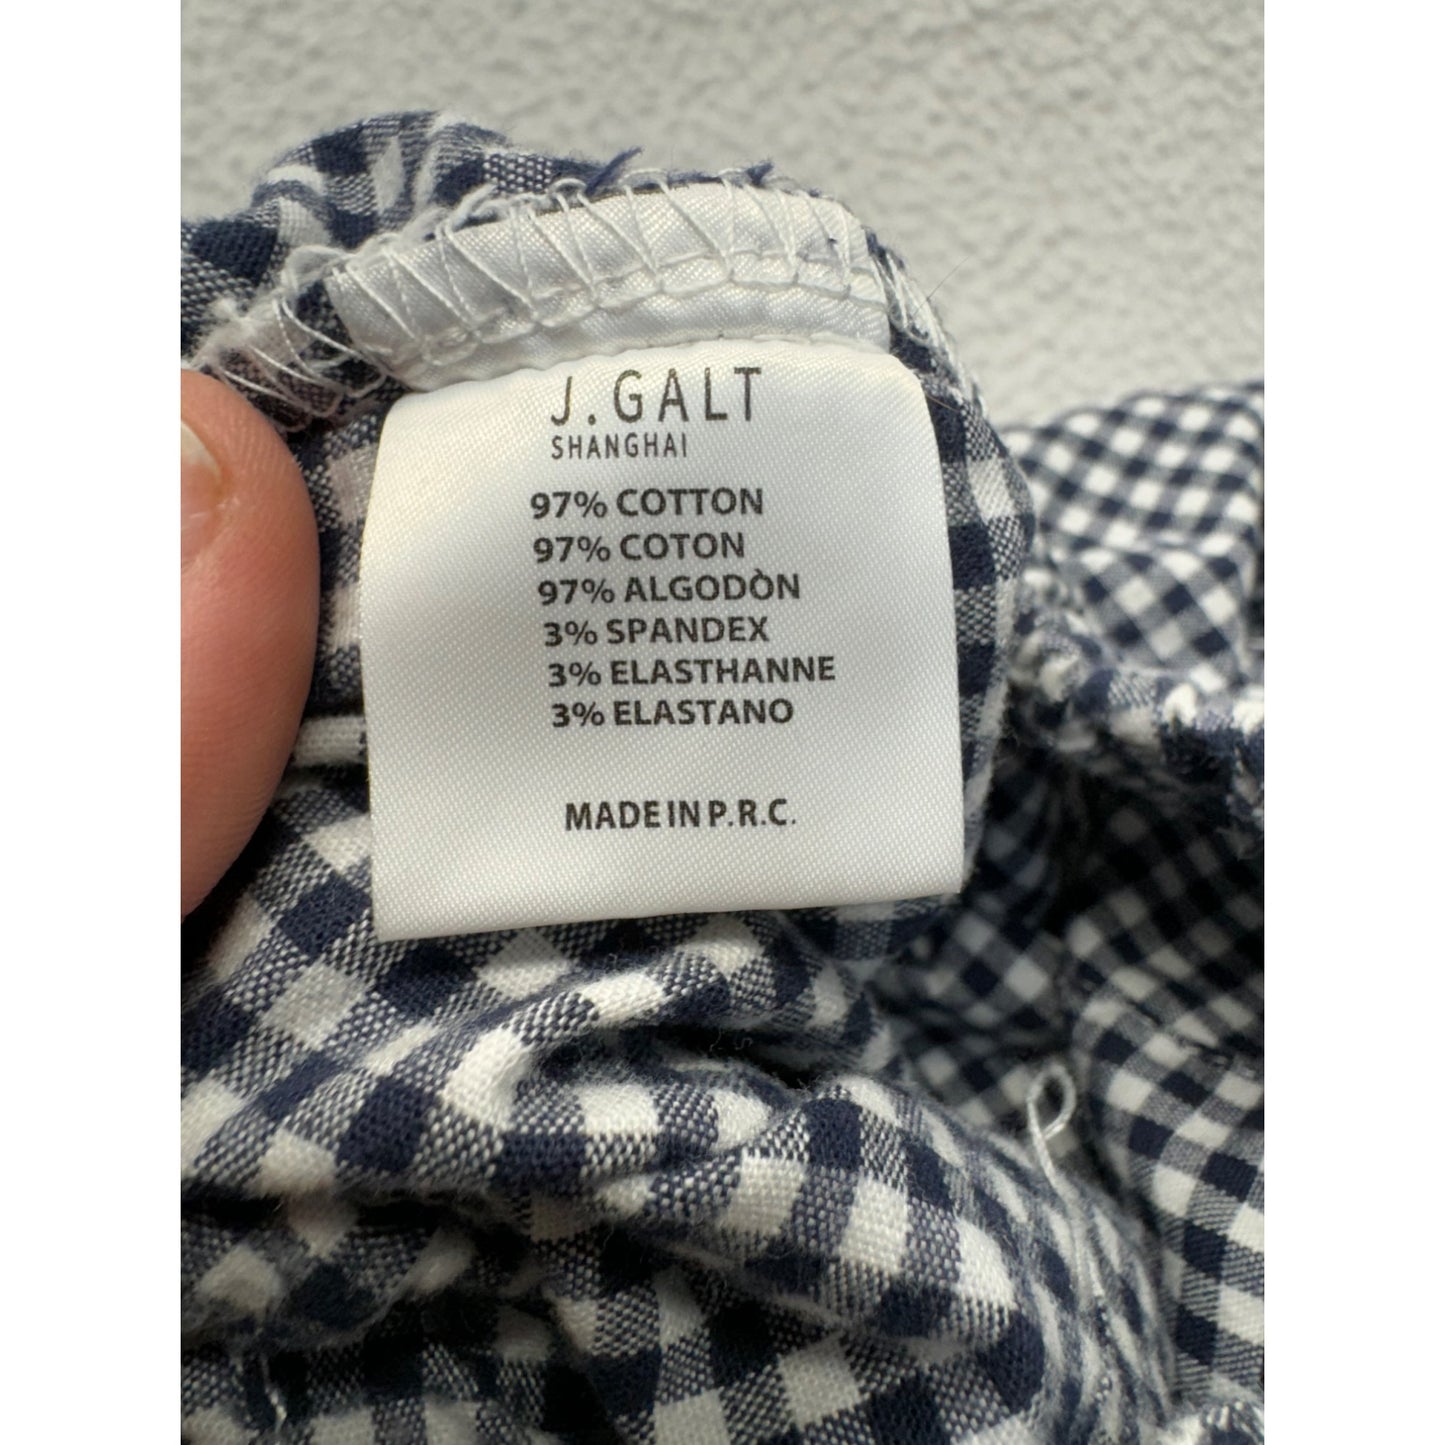 J.GALT
SHANGHAI
97% COTTON
97% COTON
97% ALGODÒN
3% SPANDEX
3% ELASTHANNE
3% ELASTANO
MADE IN P.R.C.